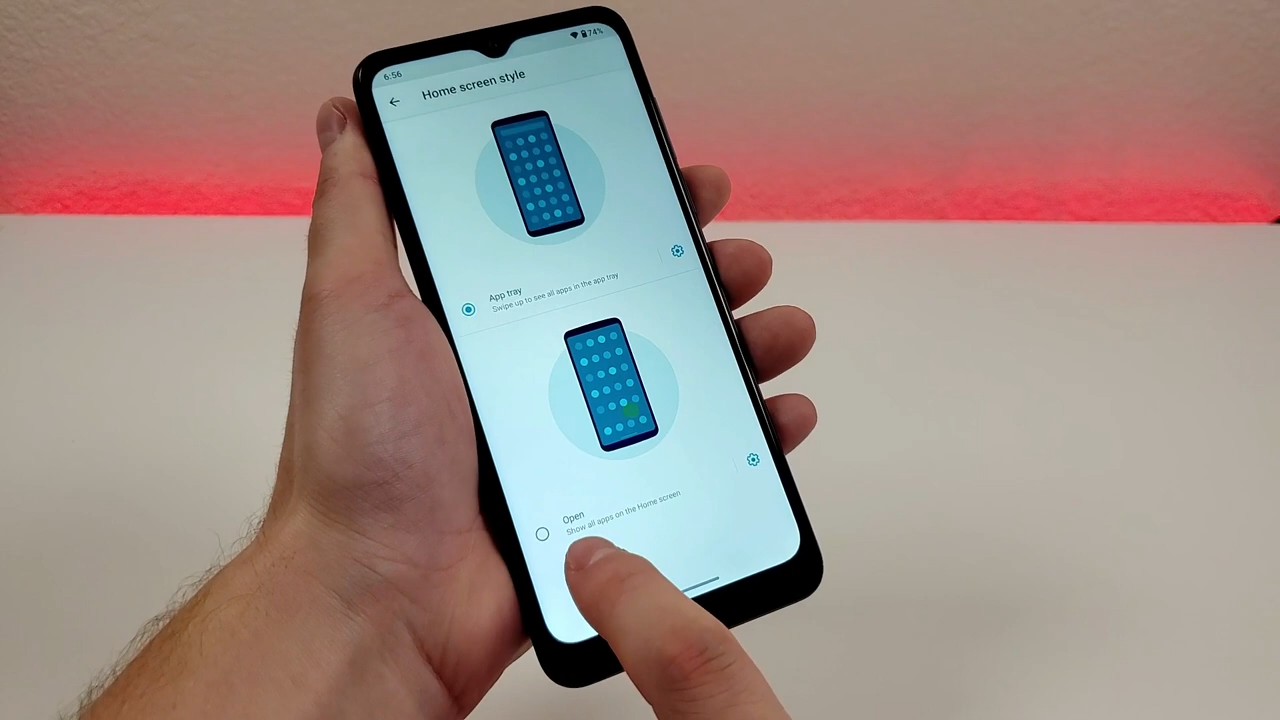 6:56
74%
Home screen style
App tray
Swipe up to see all apps in the app tray
Open
Show all apps on the Home screen